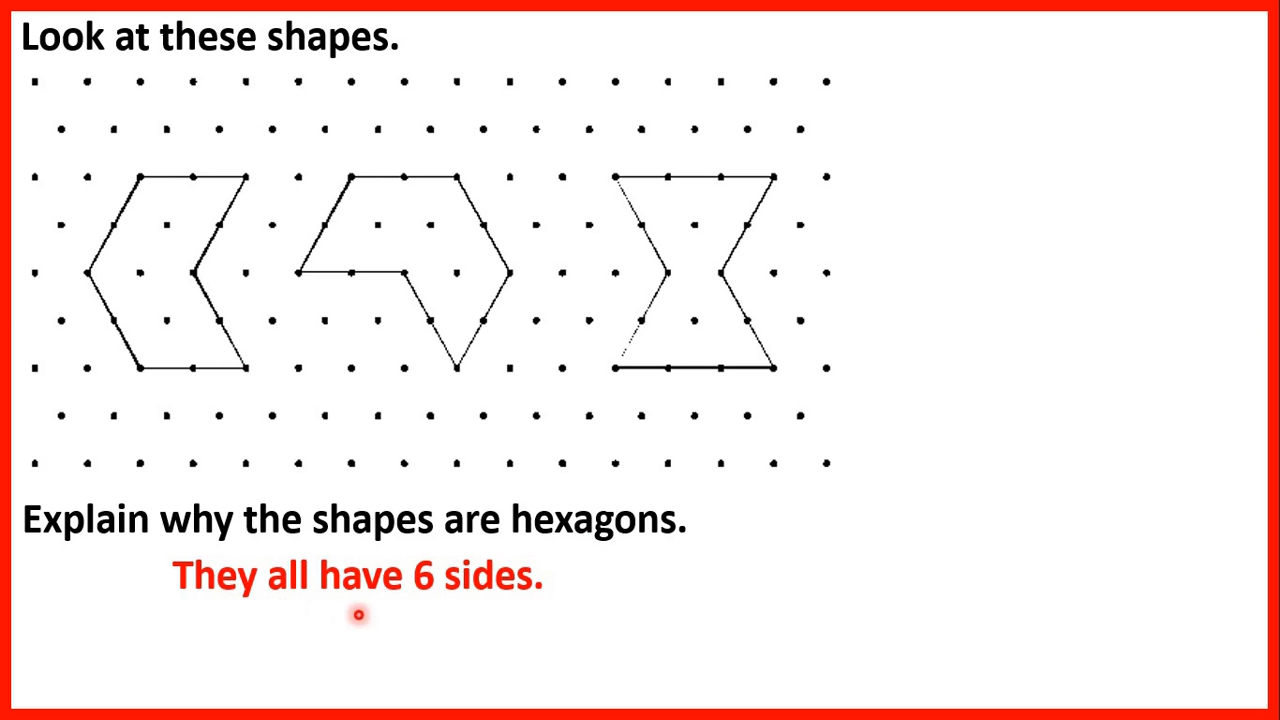 Look at these shapes.
Explain why the shapes are hexagons.
They all have 6 sides.